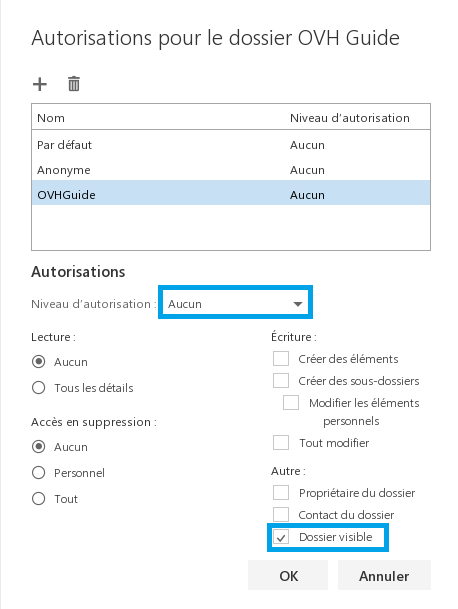 Autorisations pour le dossier OVH Guide
Nom Niveau d'autorisation
Par défaut Aucun
Anonyme Aucun
OVHGuide Aucun
Autorisations
Niveau d'autorisation : Aucun
Lecture :
Aucun
Tous les détails
Accès en suppression :
Aucun
Personnel
Tout
Écriture :
Créer des éléments
Créer des sous-dossiers
Modifier les éléments
personnels
Tout modifier
Autre :
Propriétaire du dossier
Contact du dossier
Dossier visible
OK Annuler